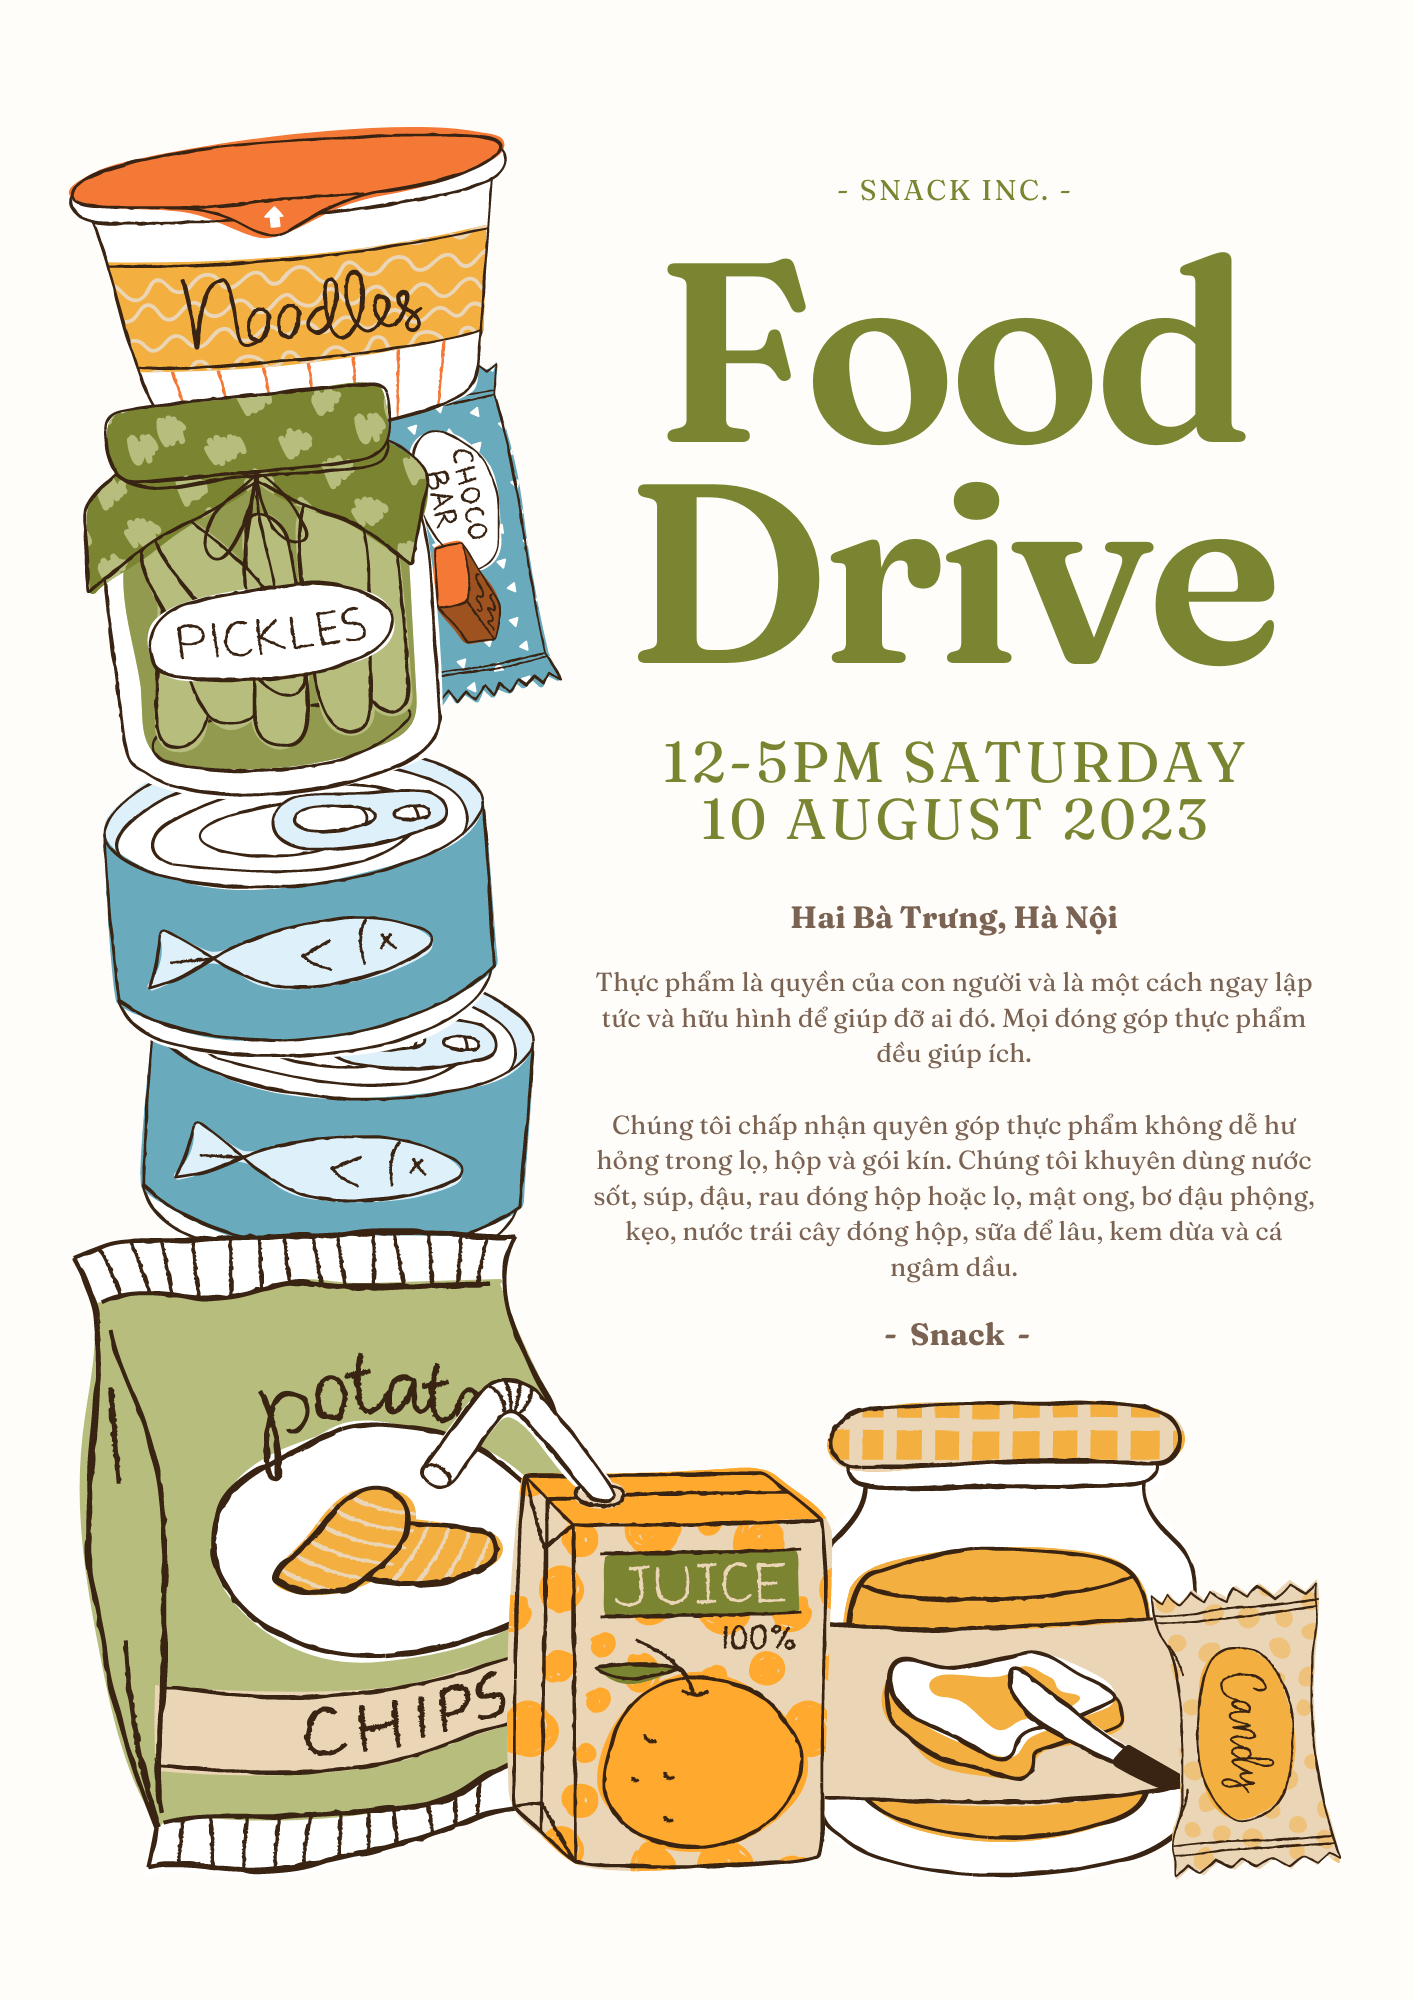 - SNACK INC. -
Food
Drive
12-5PM SATURDAY
10 AUGUST 2023
Hai Bà Trưng, Hà Nội
Thực phẩm là quyền của con người và là một cách ngay lập
tức và hữu hình để giúp đỡ ai đó. Mọi đóng góp thực phẩm
đều giúp ích.
Chúng tôi chấp nhận quyên góp thực phẩm không dễ hư
hỏng trong lọ, hộp và gói kín. Chúng tôi khuyên dùng nước
sốt, súp, đậu, rau đóng hộp hoặc lọ, mật ong, bơ đậu phộng,
kẹo, nước trái cây đóng hộp, sữa để lâu, kem dừa và cá
ngâm dầu.
- Snack -
Noodles
CHOCO
BAR
PICKLES
potato
CHIPS
JUICE
100%
Candy